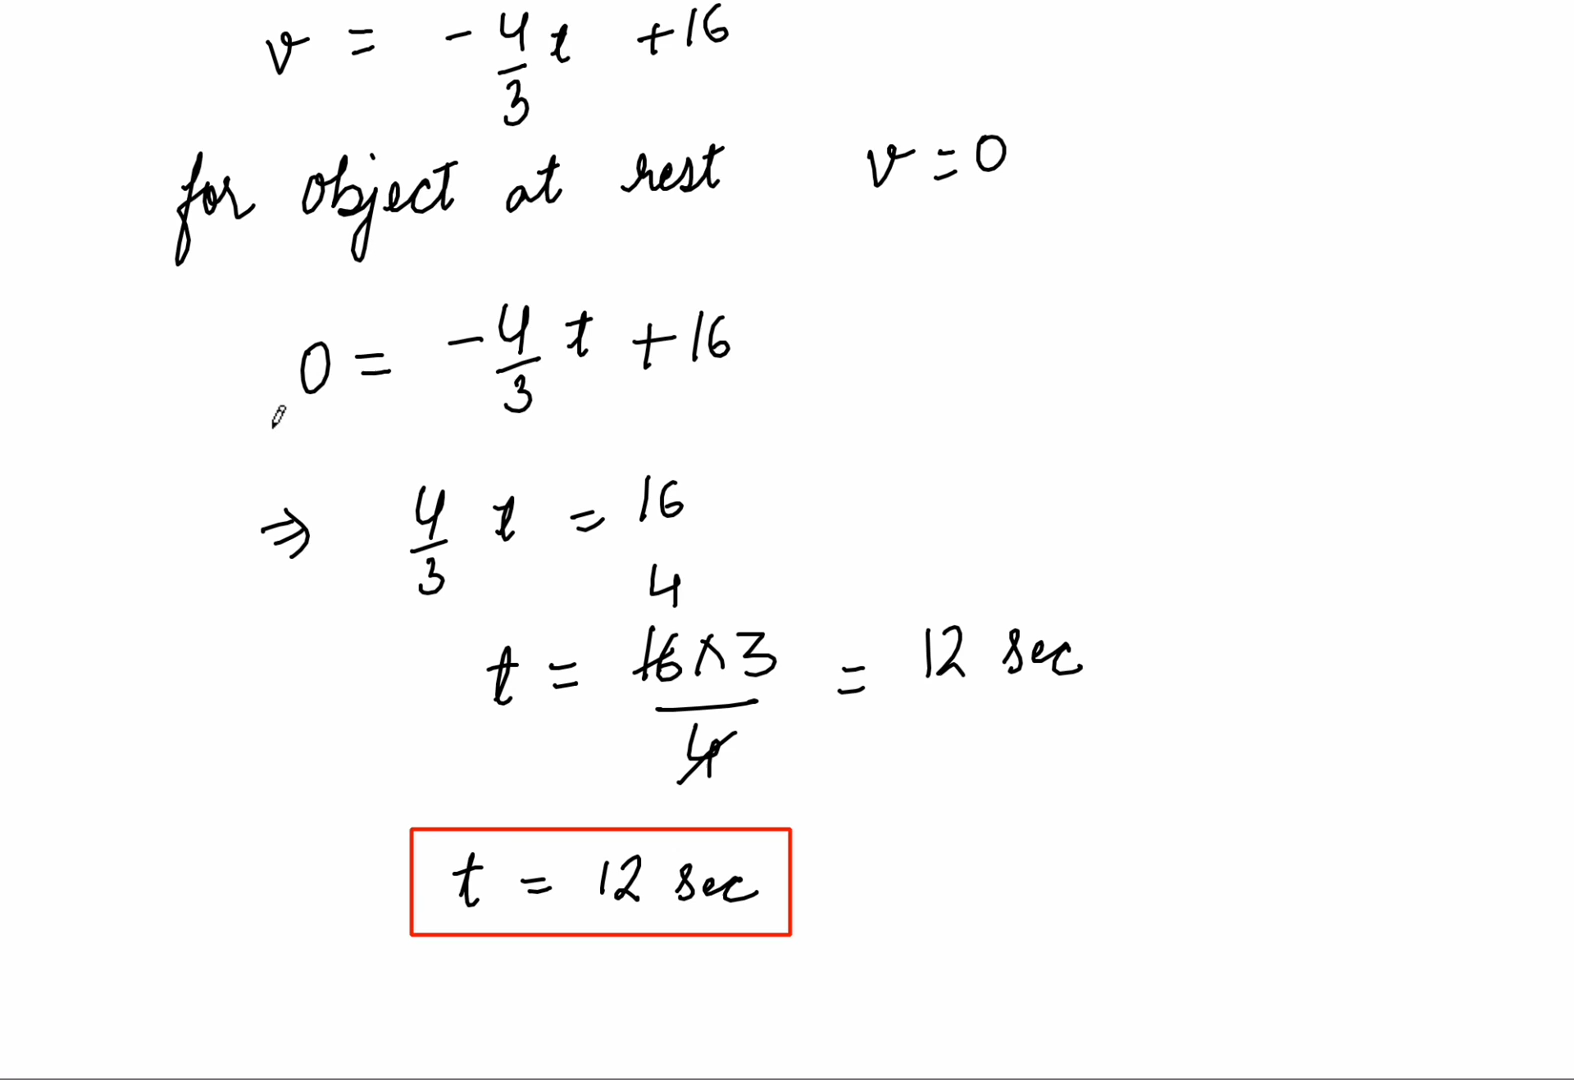 v = - 4/3 t + 16
for object at rest v = 0
0 = - 4/3 t + 16
⇒ 4/3 t = 16
4
t = 16 × 3 / 4 = 12 sec
t = 12 sec